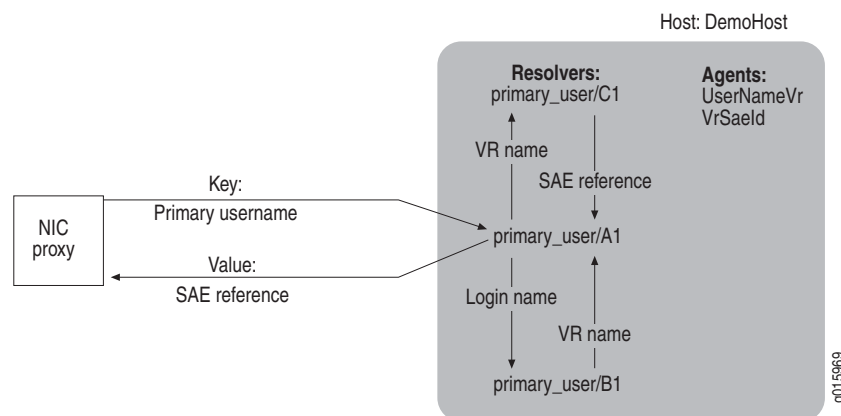 Host: DemoHost
Resolvers:
primary_user/C1
Agents:
UserNameVr
VrSaeId
VR name
SAE reference
Key:
Primary username
NIC
proxy
primary_user/A1
Value:
SAE reference
Login name
VR name
primary_user/B1
g015969